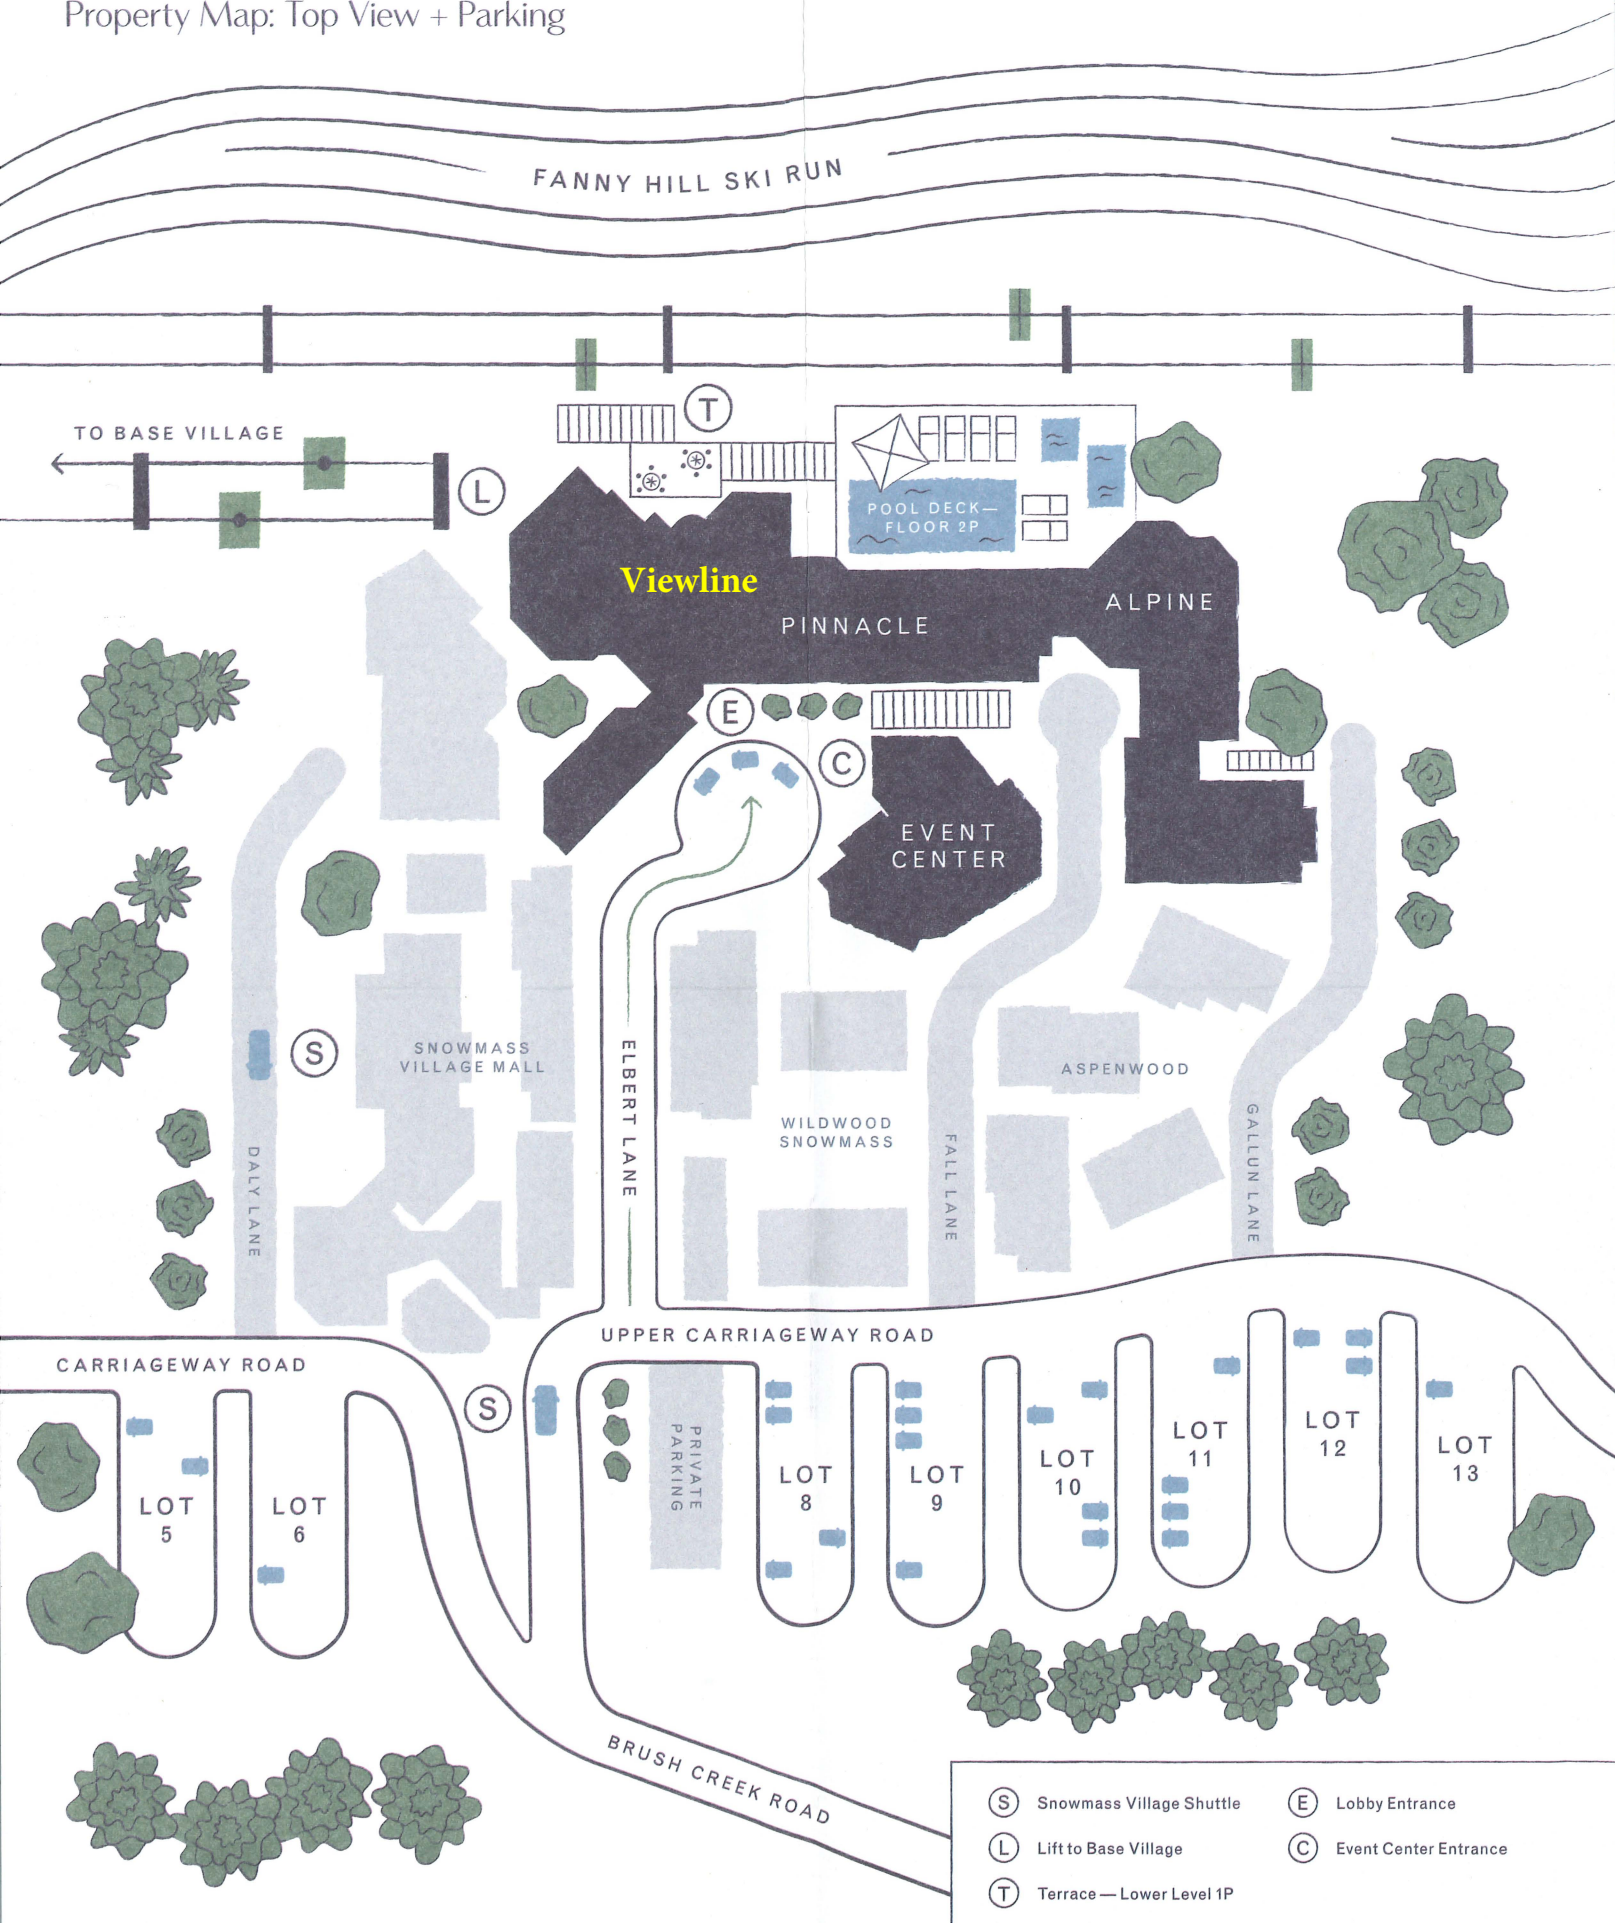 Property Map: Top View + Parking
FANNY HILL SKI RUN
T
TO BASE VILLAGE
L
POOL DECK—
FLOOR 2P
Viewline
ALPINE
PINNACLE
E
C
EVENT
CENTER
S
SNOWMASS
VILLAGE MALL
ELBERT LANE
ASPENWOOD
WILDWOOD
SNOWMASS
DALY LANE
FALL LANE
GALLUN LANE
UPPER CARRIAGEWAY ROAD
CARRIAGEWAY ROAD
S
PRIVATE
PARKING
LOT
5
LOT
6
LOT
8
LOT
9
LOT
10
LOT
11
LOT
12
LOT
13
BRUSH CREEK ROAD
S Snowmass Village Shuttle
L Lift to Base Village
T Terrace — Lower Level 1P
E Lobby Entrance
C Event Center Entrance